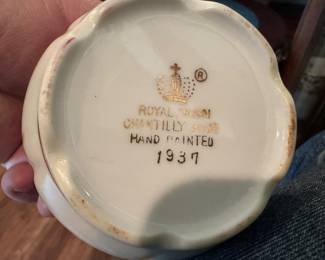 ®
ROYAL
CHANTILLY
HAND PAINTED
1937